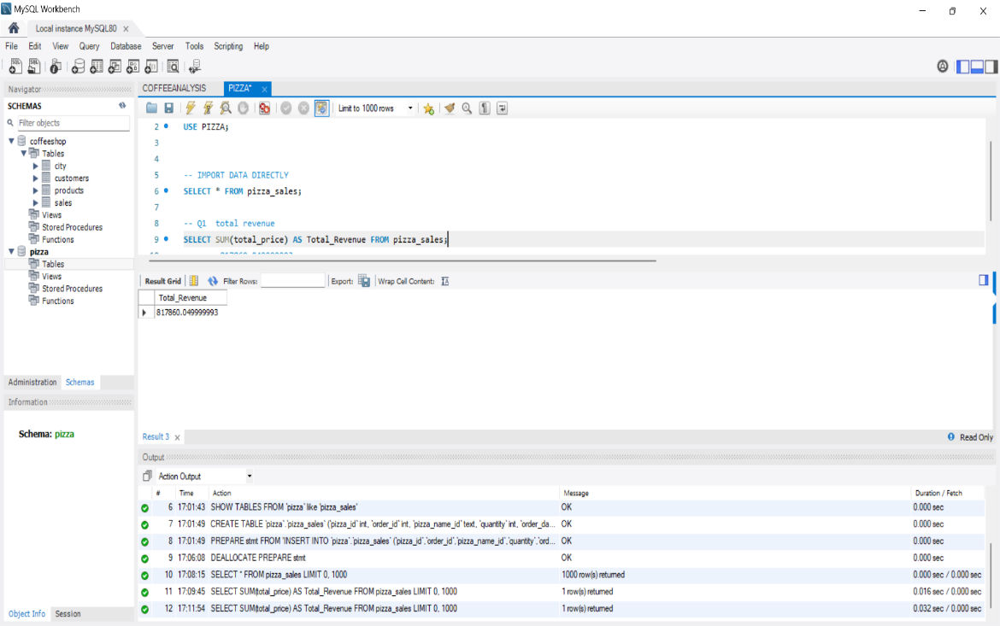 MySQL Workbench
Local instance MySQL80
File Edit View Query Database Server Tools Scripting Help
Navigator
SCHEMAS
Filter objects
coffeeshop
Tables
city
customers
products
sales
Views
Stored Procedures
Functions
pizza
Tables
Views
Stored Procedures
Functions
Administration Schemas
Information
Schema: pizza
Object Info Session
COFFEEANALYSIS PIZZA*
Limit to 1000 rows
2 USE PIZZA;
3
4
5 -- IMPORT DATA DIRECTLY
6 SELECT * FROM pizza_sales;
7
8 -- Q1 total revenue
9 SELECT SUM(total_price) AS Total_Revenue FROM pizza_sales;
Result Grid Filter Rows: Export: Wrap Cell Content:
Total_Revenue
817860.049999993
Result 3 Read Only
Output
Action Output
# Time Action Message Duration / Fetch
6 17:01:43 SHOW TABLES FROM `pizza` like 'pizza_sales' OK 0.000 sec
7 17:01:49 CREATE TABLE `pizza`.`pizza_sales` (`pizza_id` int, `order_id` int, `pizza_name_id` text, `quantity` int, `order_da... OK 0.000 sec
8 17:01:49 PREPARE stmt FROM 'INSERT INTO `pizza`.`pizza_sales` (`pizza_id`,`order_id`,`pizza_name_id`,`quantity`,`ord... OK 0.000 sec
9 17:06:08 DEALLOCATE PREPARE stmt OK 0.000 sec
10 17:08:15 SELECT * FROM pizza_sales LIMIT 0, 1000 1000 row(s) returned 0.000 sec / 0.000 sec
11 17:09:45 SELECT SUM(total_price) AS Total_Revenue FROM pizza_sales LIMIT 0, 1000 1 row(s) returned 0.016 sec / 0.000 sec
12 17:11:54 SELECT SUM(total_price) AS Total_Revenue FROM pizza_sales LIMIT 0, 1000 1 row(s) returned 0.032 sec / 0.000 sec